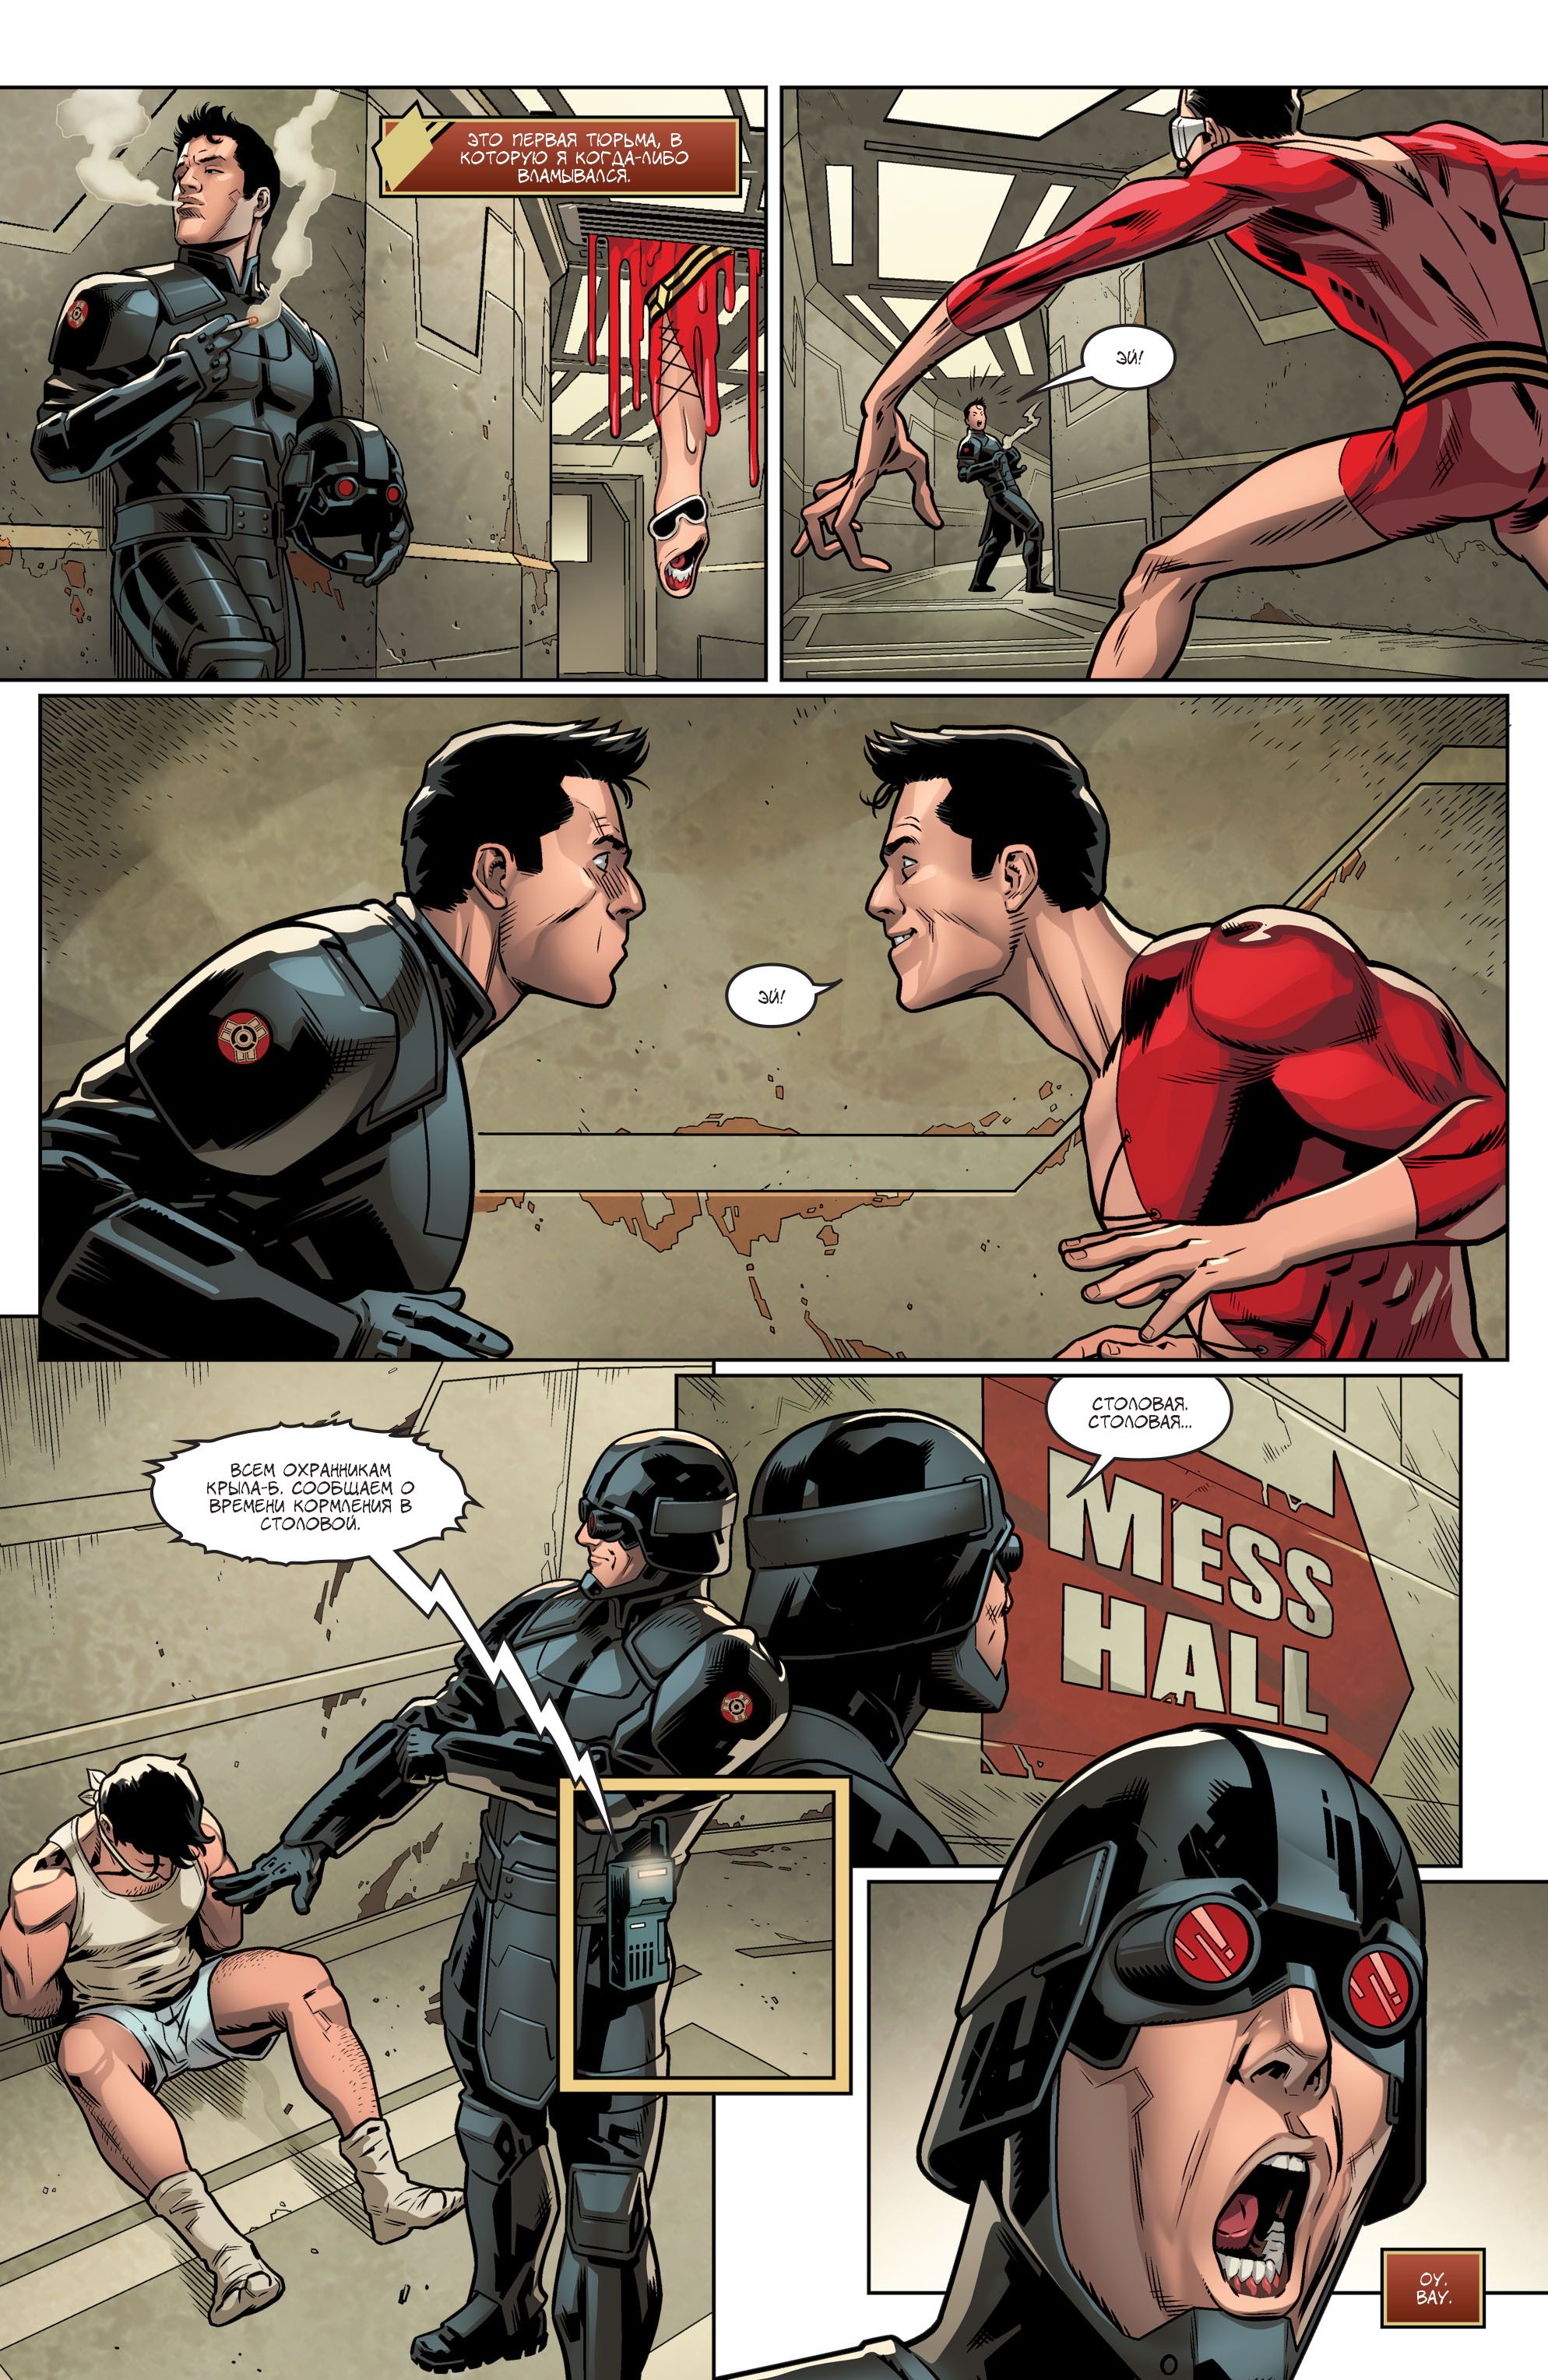 ЭТО ПЕРВАЯ ТЮРЬМА, В
КОТОРУЮ Я КОГДА-ЛИБО
ВЛАМЫВАЛСЯ.
ЭЙ!
ЭЙ!
ВСЕМ ОХРАННИКАМ
КРЫЛА-Б. СООБЩАЕМ О
ВРЕМЕНИ КОРМЛЕНИЯ В
СТОЛОВОЙ.
СТОЛОВАЯ.
СТОЛОВАЯ...
MESS
HALL
ОУ.
ВАУ.